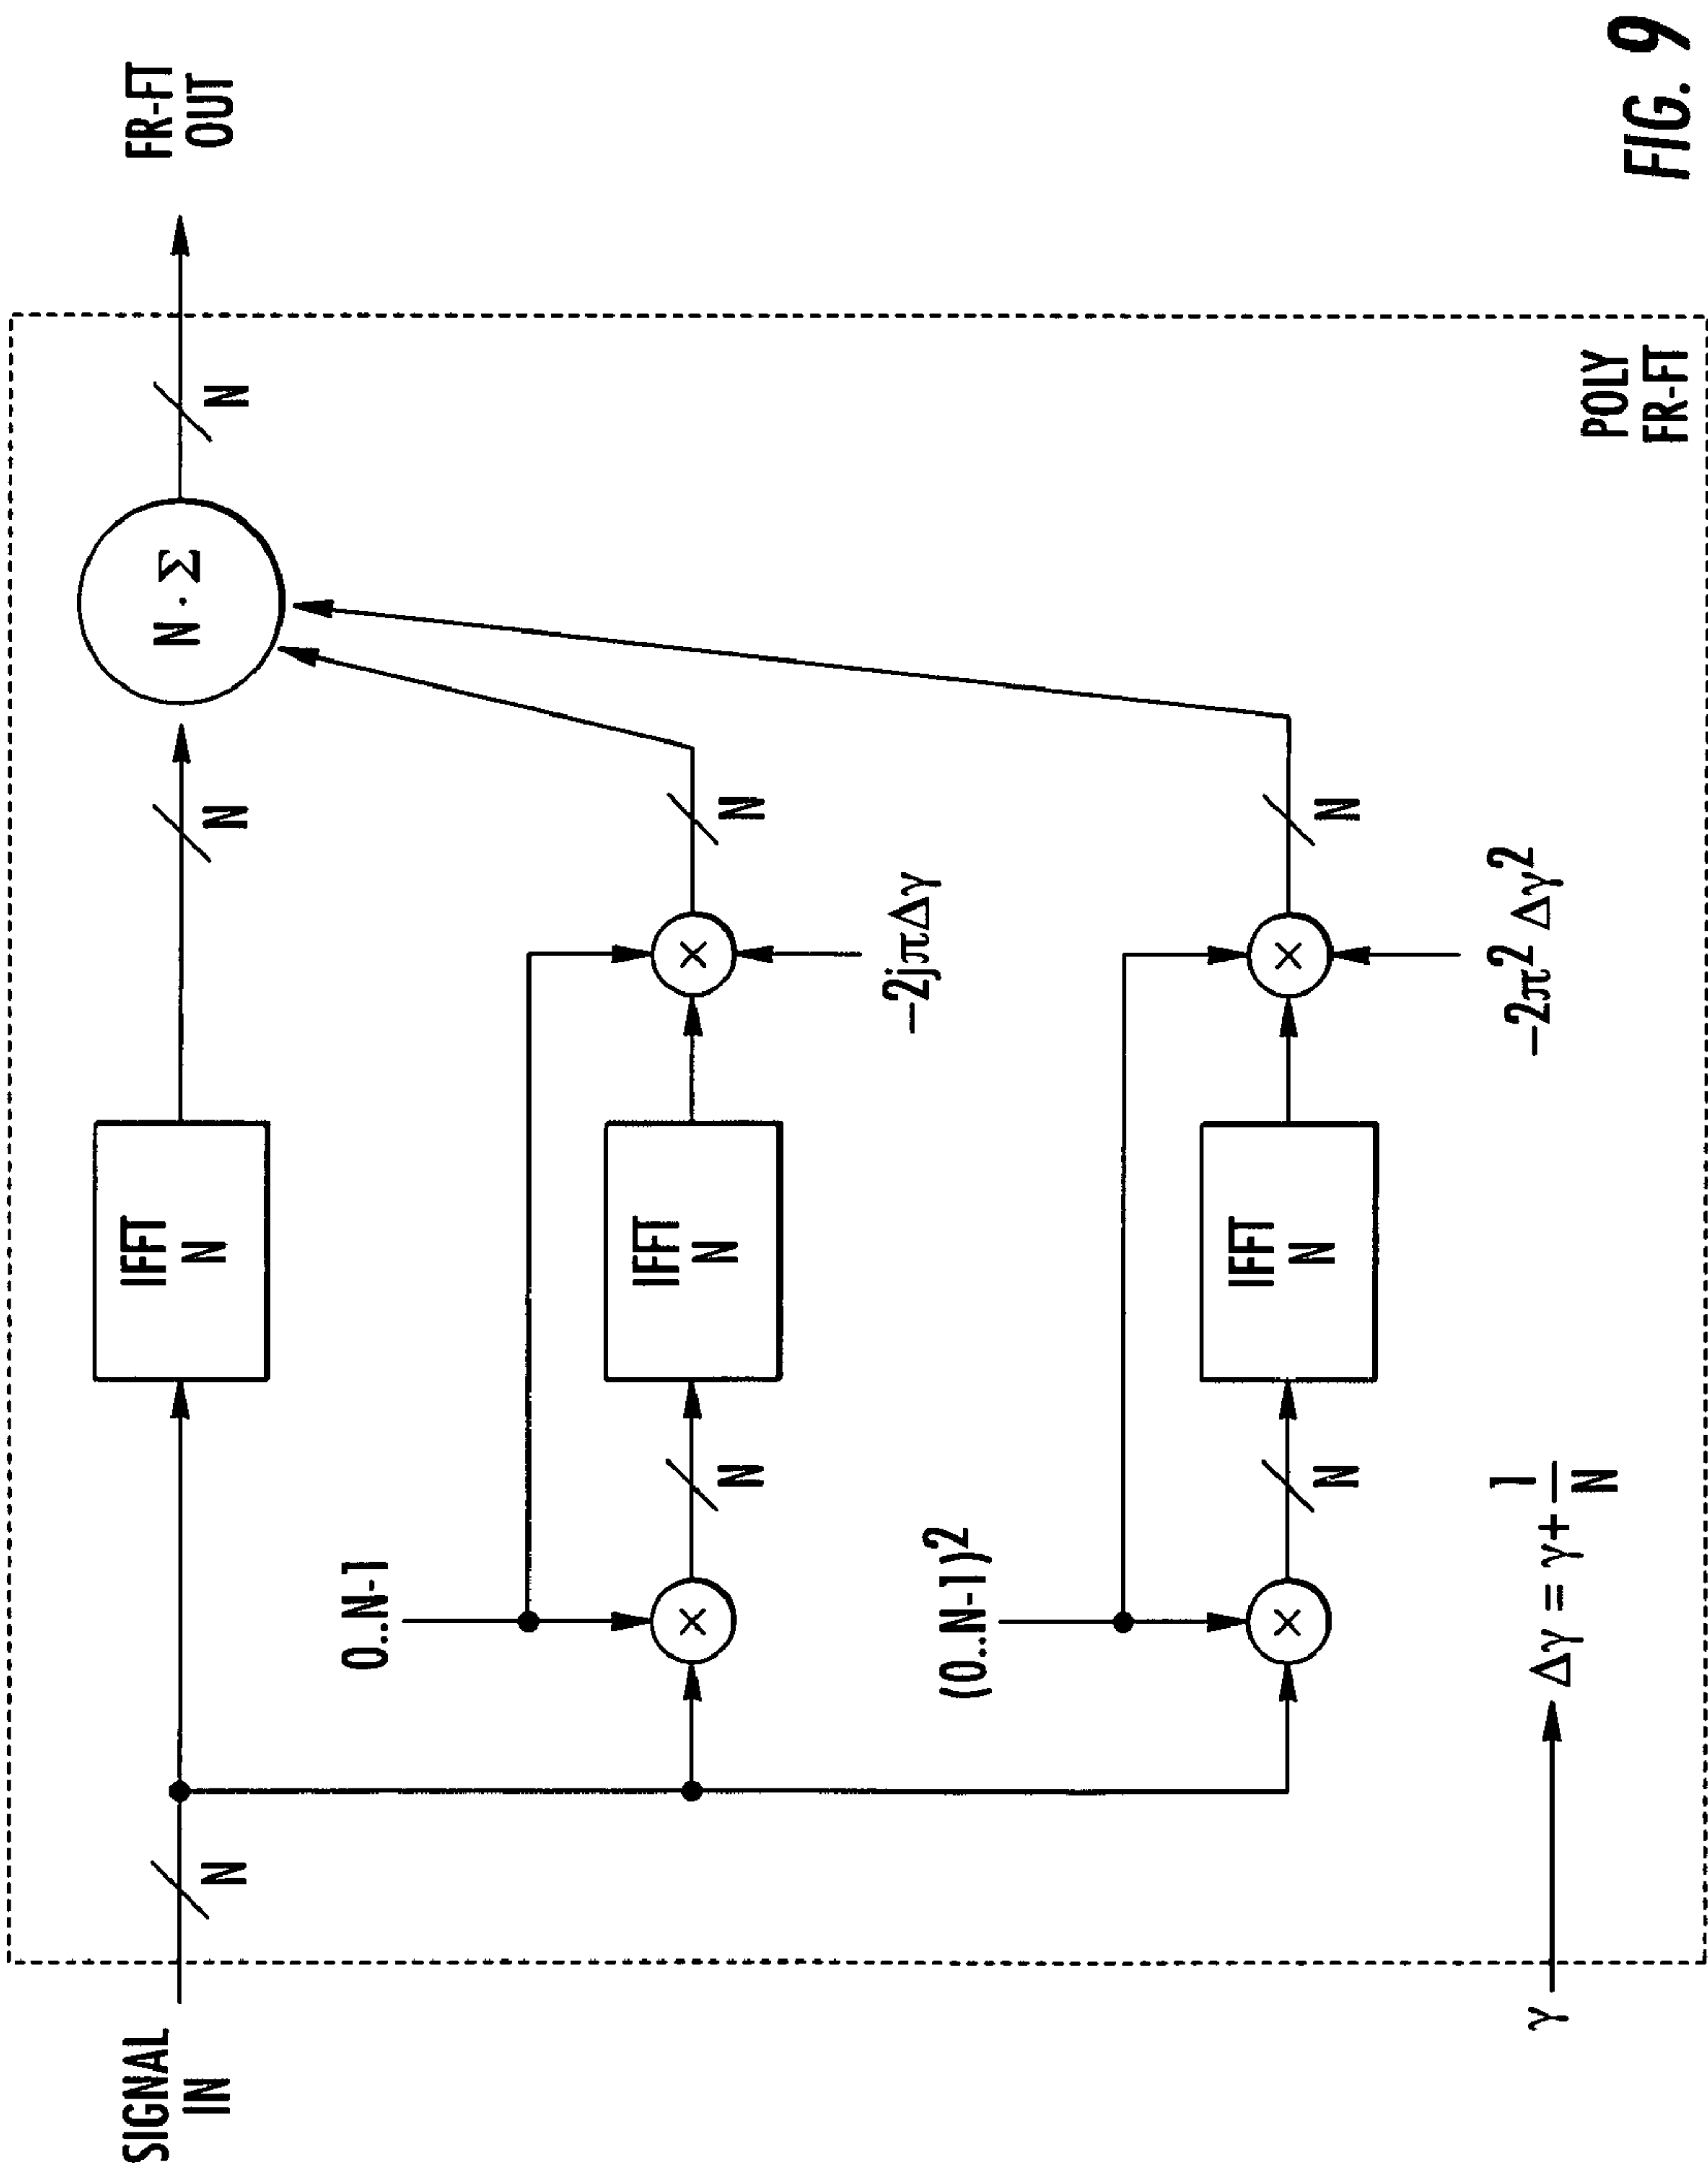 SIGNAL
IN
N
IFFT
N
N
N · Σ
N
FR-FT
OUT
0..N-1
×
N
IFFT
N
×
N
−2jπΔγ
(0..N-1)²
×
N
IFFT
N
×
N
−2π² Δγ²
γ
Δγ = γ + 1/N
POLY
FR-FT
FIG. 9